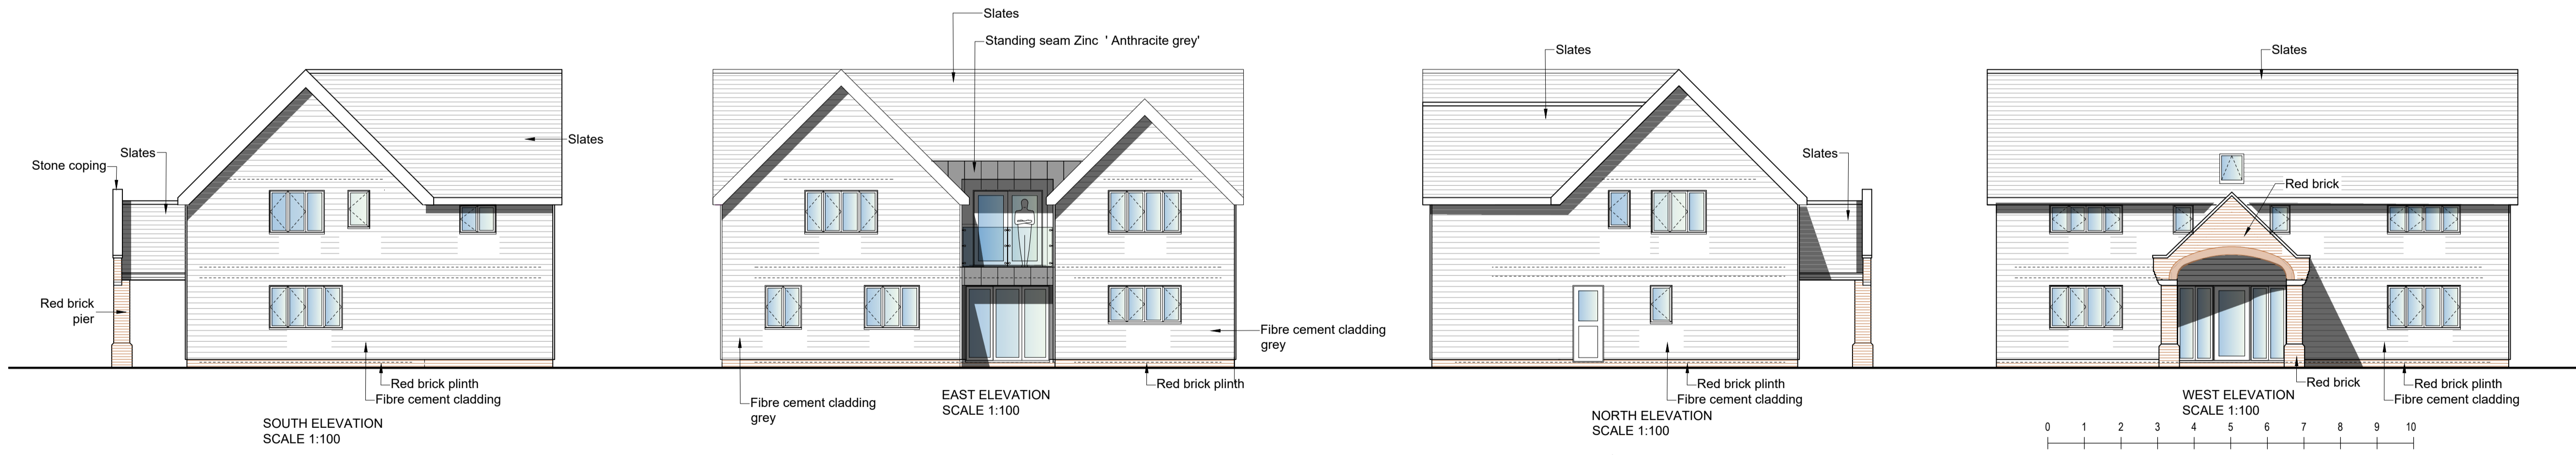 Stone coping
Slates
Slates
Red brick
pier
Red brick plinth
Fibre cement cladding
SOUTH ELEVATION
SCALE 1:100
Slates
Standing seam Zinc ' Anthracite grey'
Fibre cement cladding
grey
Red brick plinth
Fibre cement cladding
grey
EAST ELEVATION
SCALE 1:100
Slates
Slates
Red brick plinth
Fibre cement cladding
NORTH ELEVATION
SCALE 1:100
Slates
Red brick
Red brick
Red brick plinth
Fibre cement cladding
WEST ELEVATION
SCALE 1:100
0 1 2 3 4 5 6 7 8 9 10